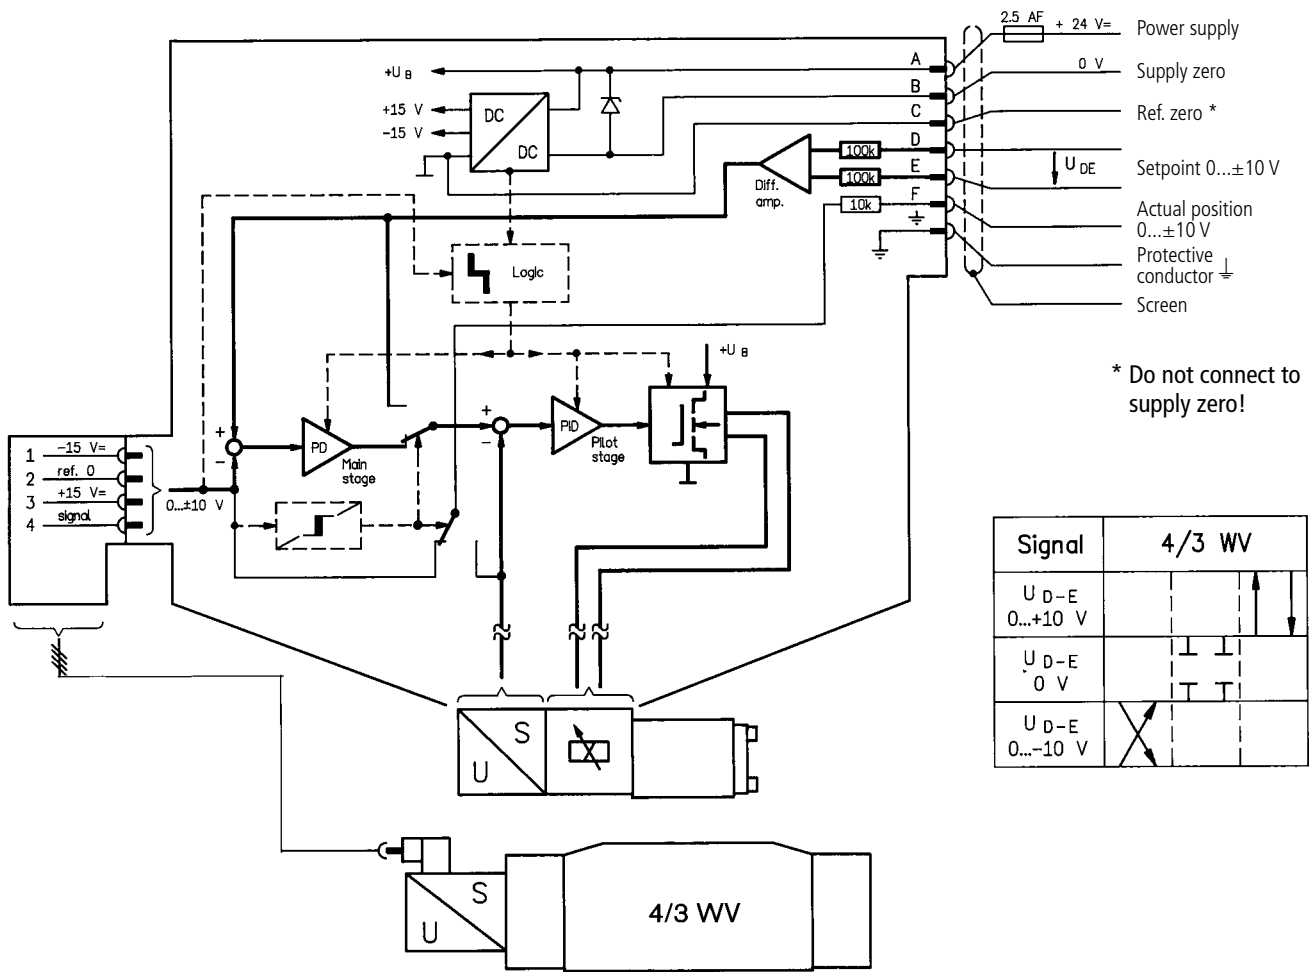 2.5 AF
+ 24 V=
Power supply
A
+U B
0 V
Supply zero
B
+15 V
DC
C
Ref. zero *
-15 V
DC
D
100k
U DE
Setpoint 0...±10 V
E
100k
Diff.
amp.
F
10k
Actual position
0...±10 V
Protective
conductor
Logic
Screen
+U B
* Do not connect to
supply zero!
+
-
PD
Main
stage
+
-
PID
Pilot
stage
1 -15 V=
2 ref. 0
3 +15 V=
4 signal
0...±10 V
Signal 4/3 WV
U D-E
0...+10 V
U D-E
0 V
U D-E
0...-10 V
S
U
S
U
4/3 WV